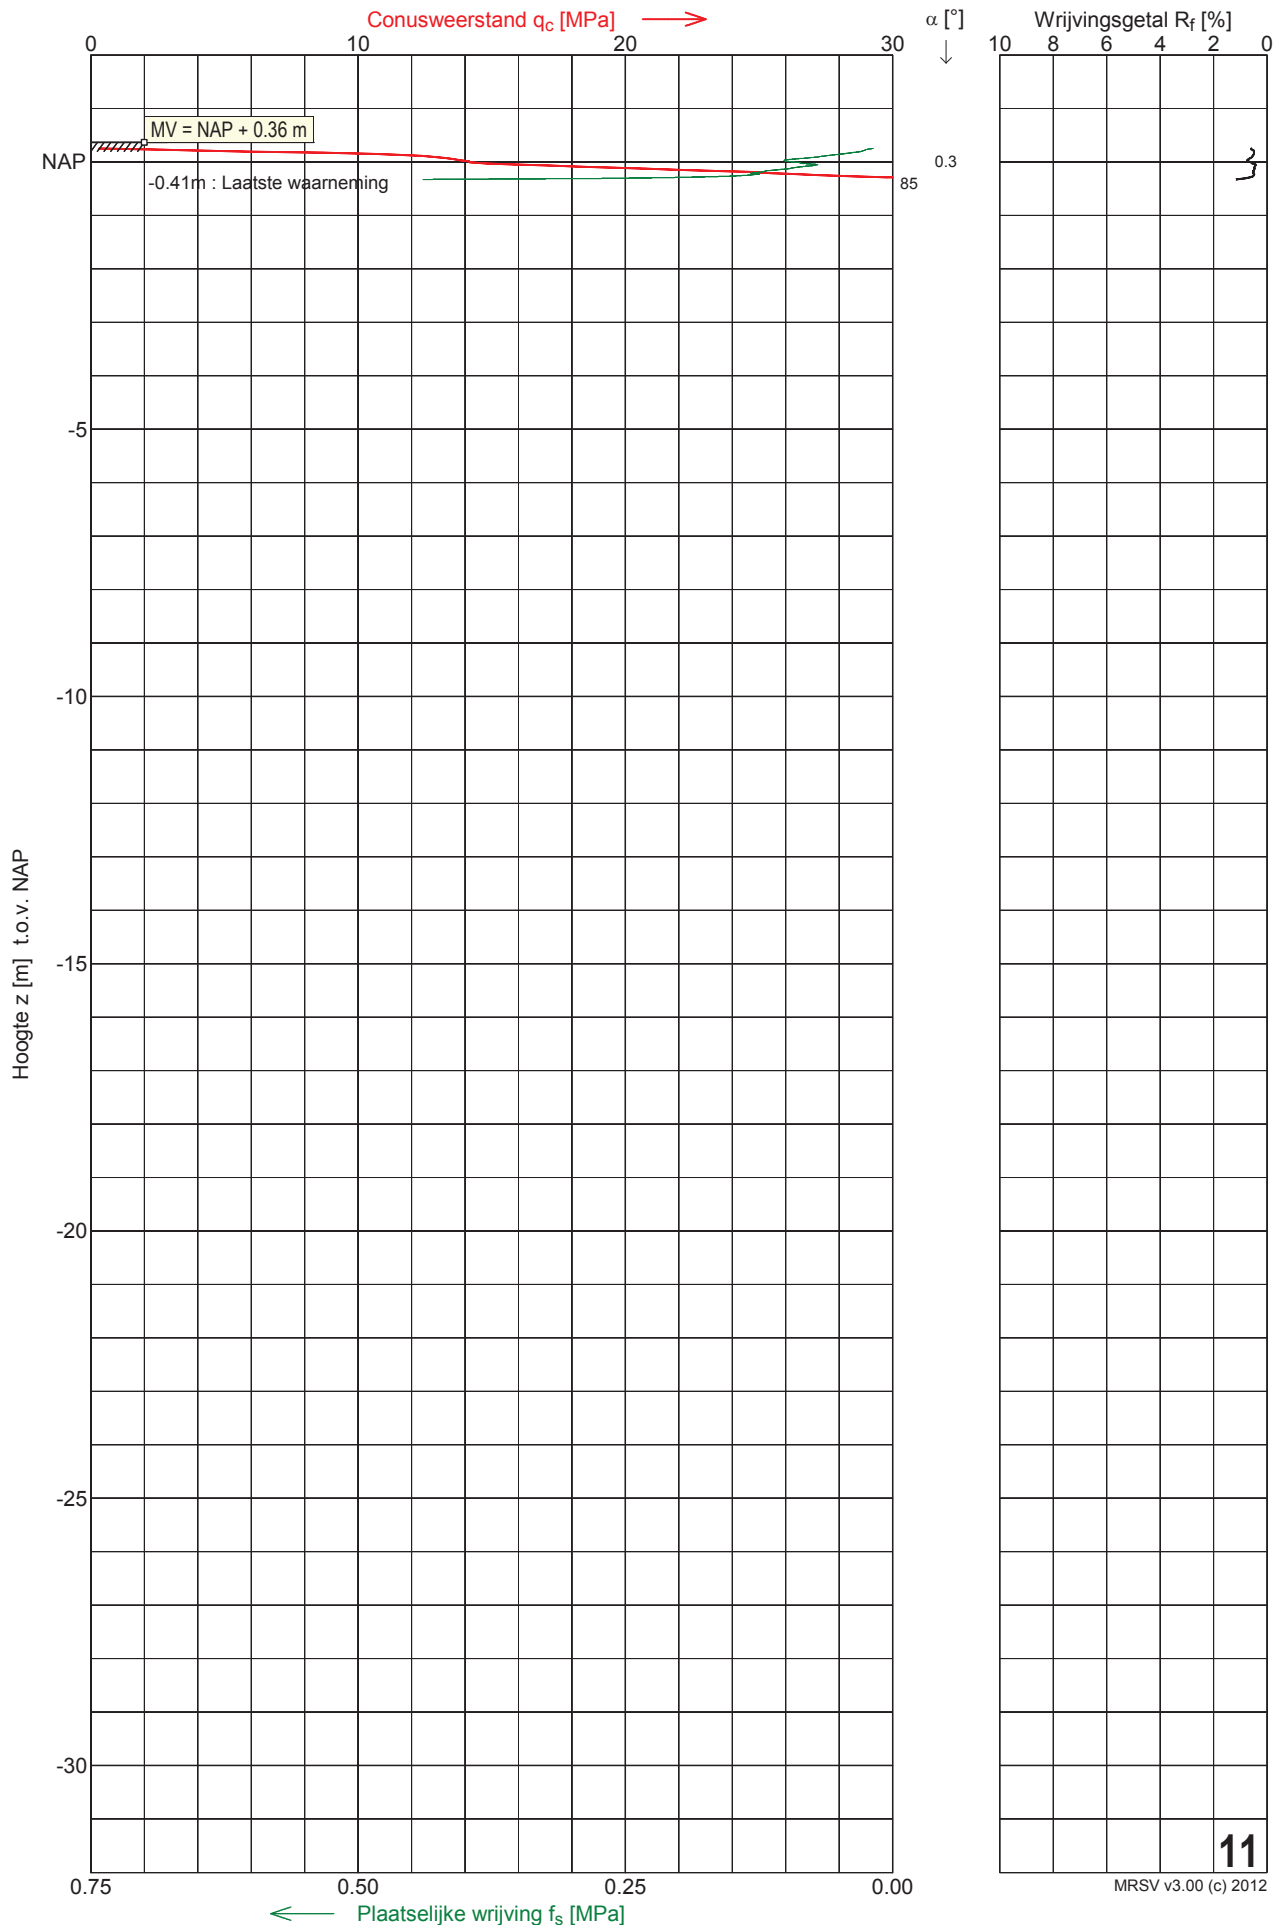 Conusweerstand qc [MPa]
α [°]
Wrijvingsgetal Rf [%]
0 10 20 30
10 8 6 4 2 0
MV = NAP + 0.36 m
NAP
0.3
-0.41m : Laatste waarneming
85
-5
-10
Hoogte z [m] t.o.v. NAP
-15
-20
-25
-30
11
0.75 0.50 0.25 0.00
MRSV v3.00 (c) 2012
Plaatselijke wrijving fs [MPa]